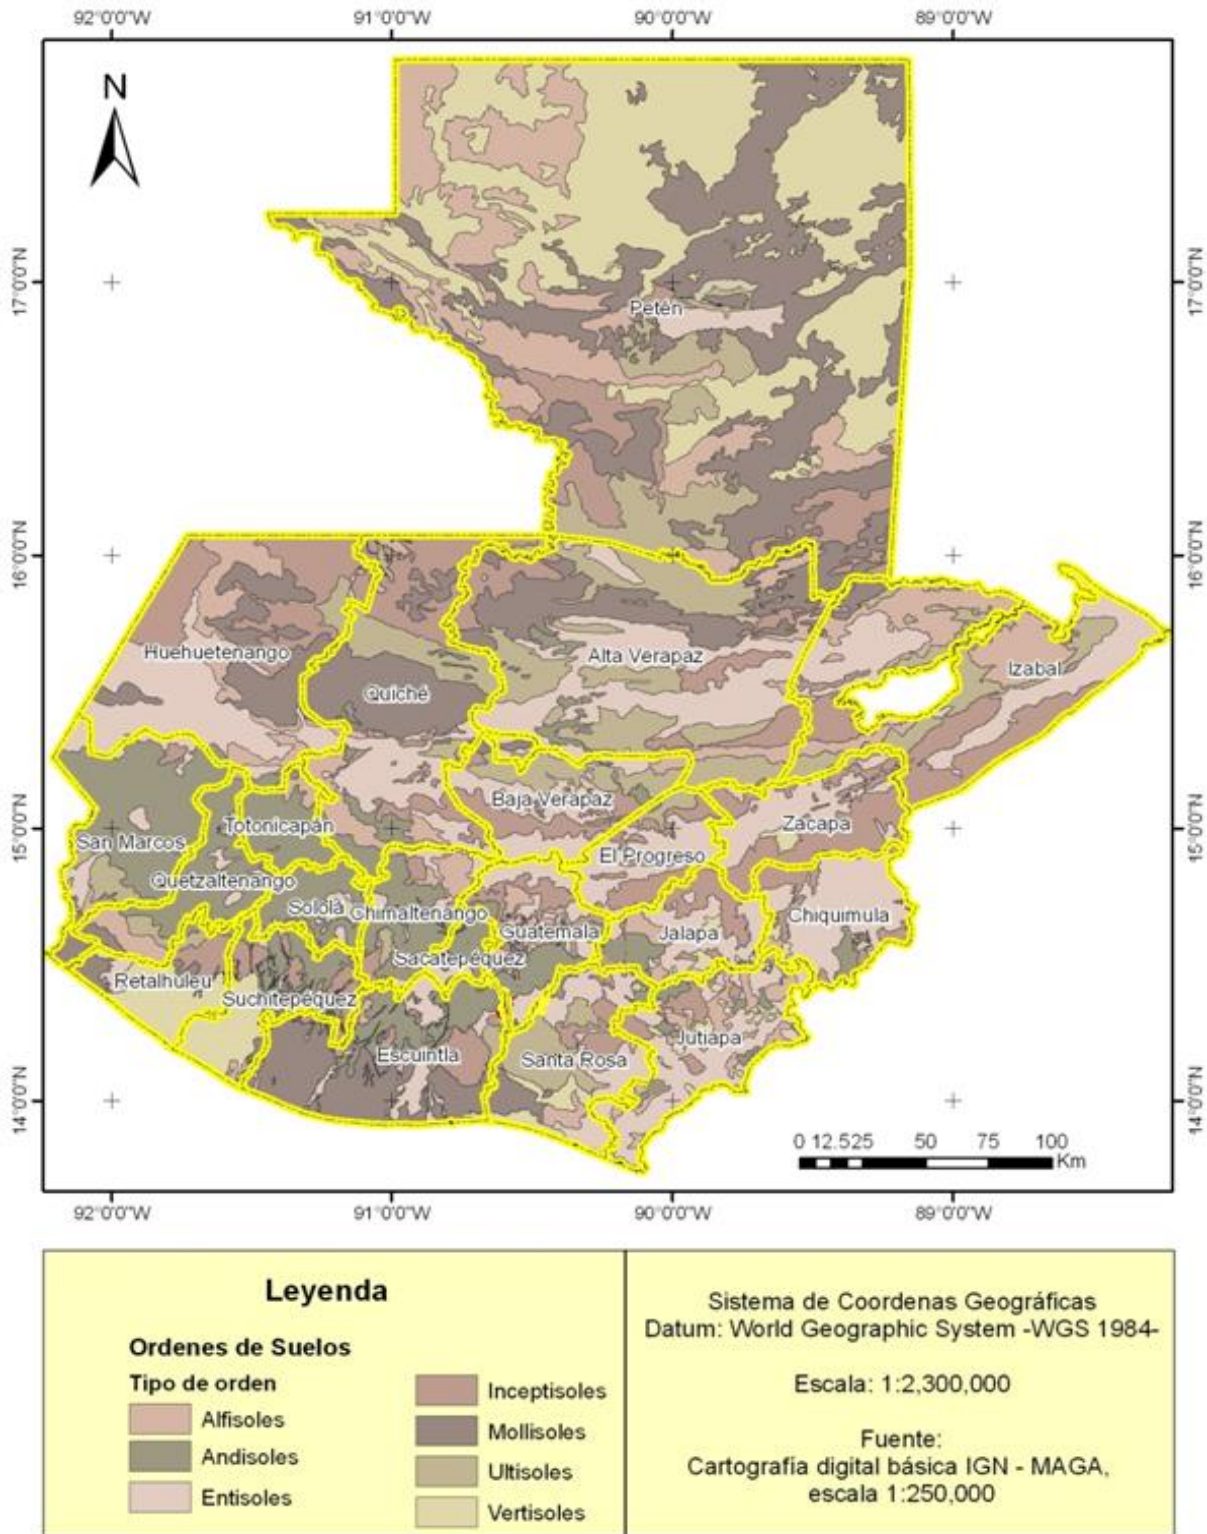 92°0'0"W 91°0'0"W 90°0'0"W 89°0'0"W
N
17°0'0"N 17°0'0"N
Petén
16°0'0"N 16°0'0"N
Huehuetenango
Alta Verapaz
Izabal
Quiché
Baja Verapaz
15°0'0"N 15°0'0"N
Totonicapán
Zacapa
San Marcos
El Progreso
Quetzaltenango
Sololá
Chimaltenango
Chiquimula
Guatemala
Jalapa
Sacatepéquez
Retalhuleu
Suchitepéquez
Jutiapa
Escuintla
Santa Rosa
14°0'0"N 14°0'0"N
0 12.525 50 75 100
Km
92°0'0"W 91°0'0"W 90°0'0"W 89°0'0"W
Leyenda
Ordenes de Suelos
Tipo de orden
Alfisoles
Andisoles
Entisoles
Inceptisoles
Mollisoles
Ultisoles
Vertisoles
Sistema de Coordenas Geográficas
Datum: World Geographic System -WGS 1984-
Escala: 1:2,300,000
Fuente:
Cartografía digital básica IGN - MAGA,
escala 1:250,000